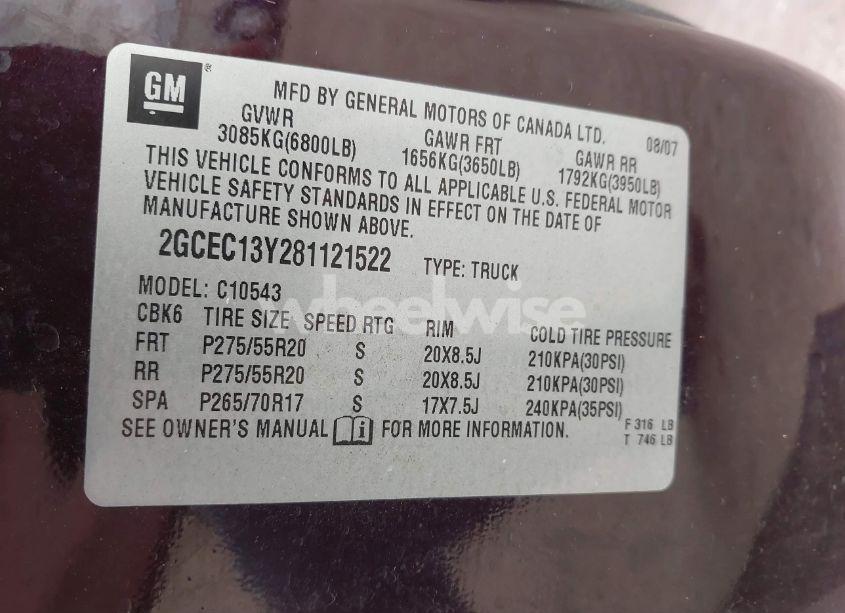 GM ®
MFD BY GENERAL MOTORS OF CANADA LTD. 08/07
GVWR GAWR FRT GAWR RR
3085KG(6800LB) 1656KG(3650LB) 1792KG(3950LB)
THIS VEHICLE CONFORMS TO ALL APPLICABLE U.S. FEDERAL MOTOR
VEHICLE SAFETY STANDARDS IN EFFECT ON THE DATE OF
MANUFACTURE SHOWN ABOVE.
2GCEC13Y281121522 TYPE: TRUCK
MODEL: C10543
wheelwise
CBK6 TIRE SIZE SPEED RTG RIM COLD TIRE PRESSURE
FRT P275/55R20 S 20X8.5J 210KPA(30PSI)
RR P275/55R20 S 20X8.5J 210KPA(30PSI)
SPA P265/70R17 S 17X7.5J 240KPA(35PSI)
SEE OWNER'S MANUAL i FOR MORE INFORMATION.
F 316 LB
T 746 LB